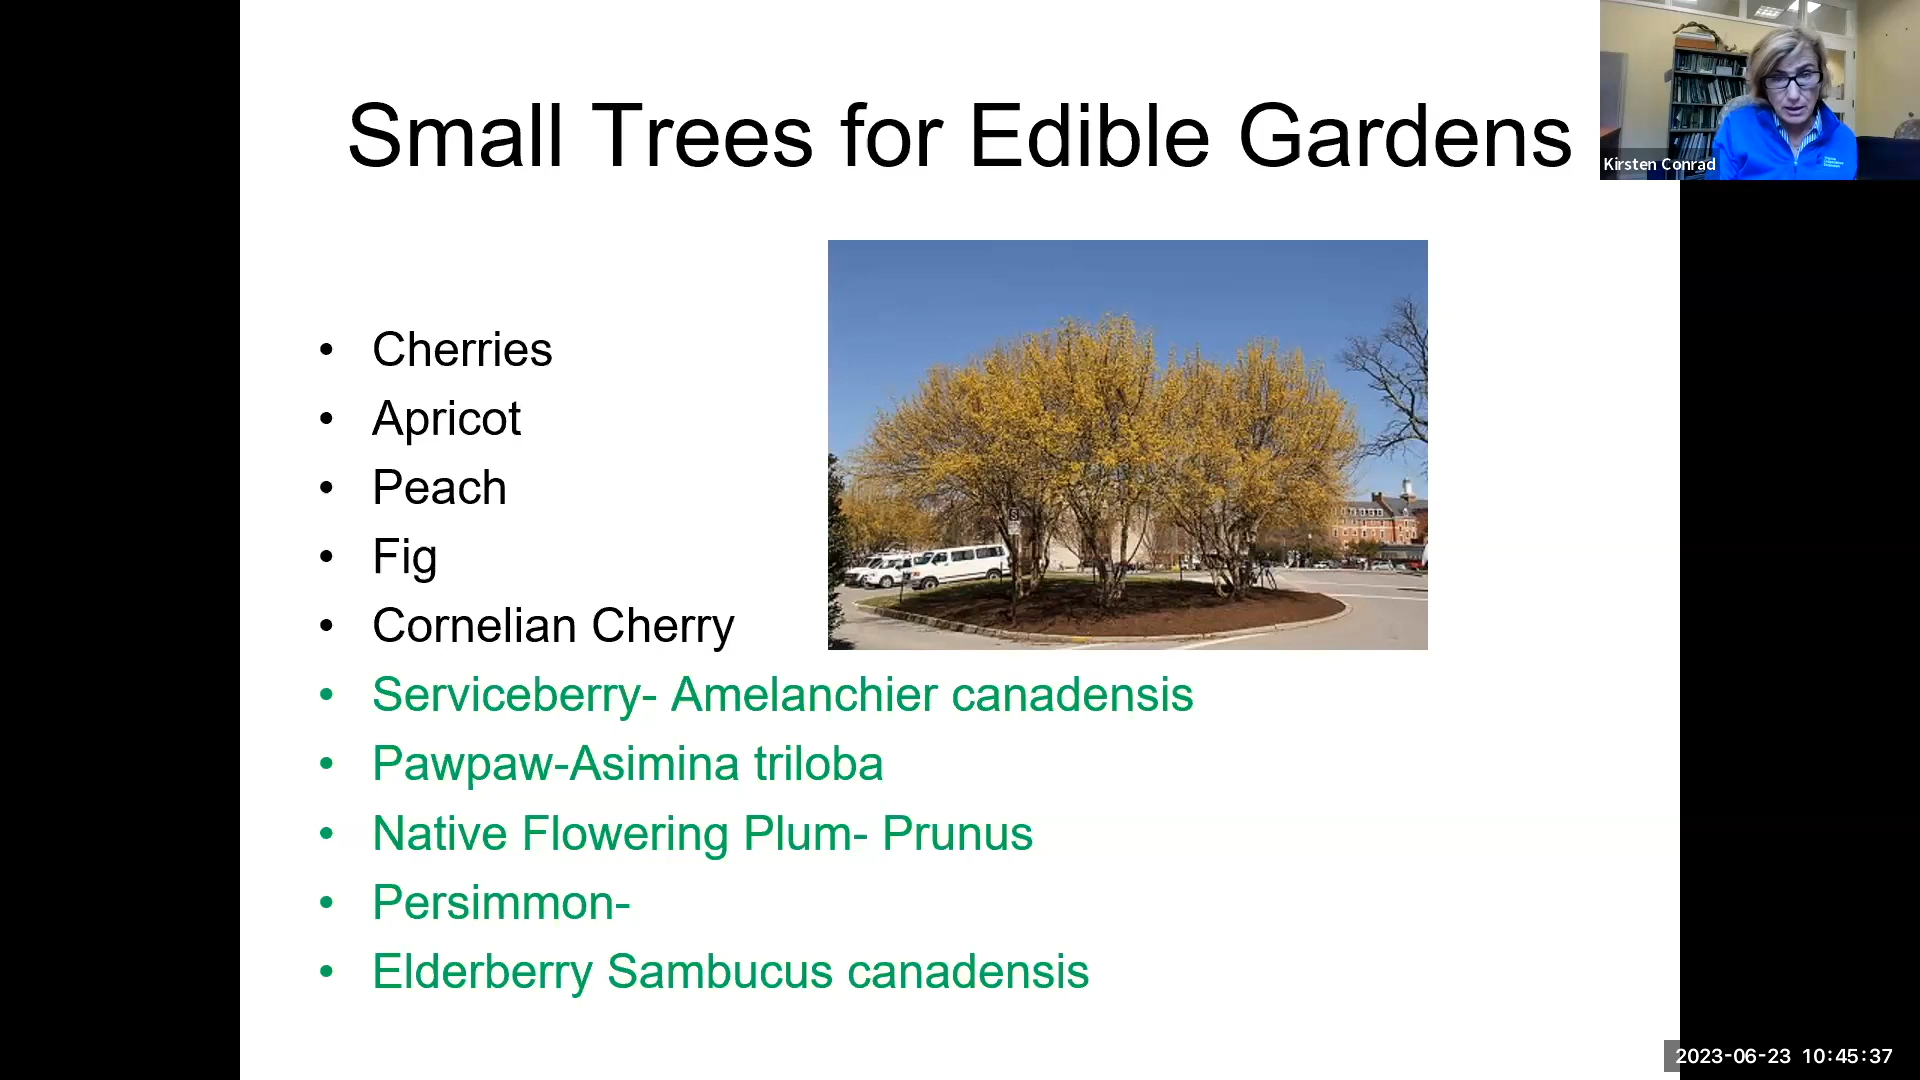 Small Trees for Edible Gardens
Kirsten Conrad
• Cherries
• Apricot
• Peach
• Fig
• Cornelian Cherry
• Serviceberry- Amelanchier canadensis
• Pawpaw-Asimina triloba
• Native Flowering Plum- Prunus
• Persimmon-
• Elderberry Sambucus canadensis
2023-06-23 10:45:37